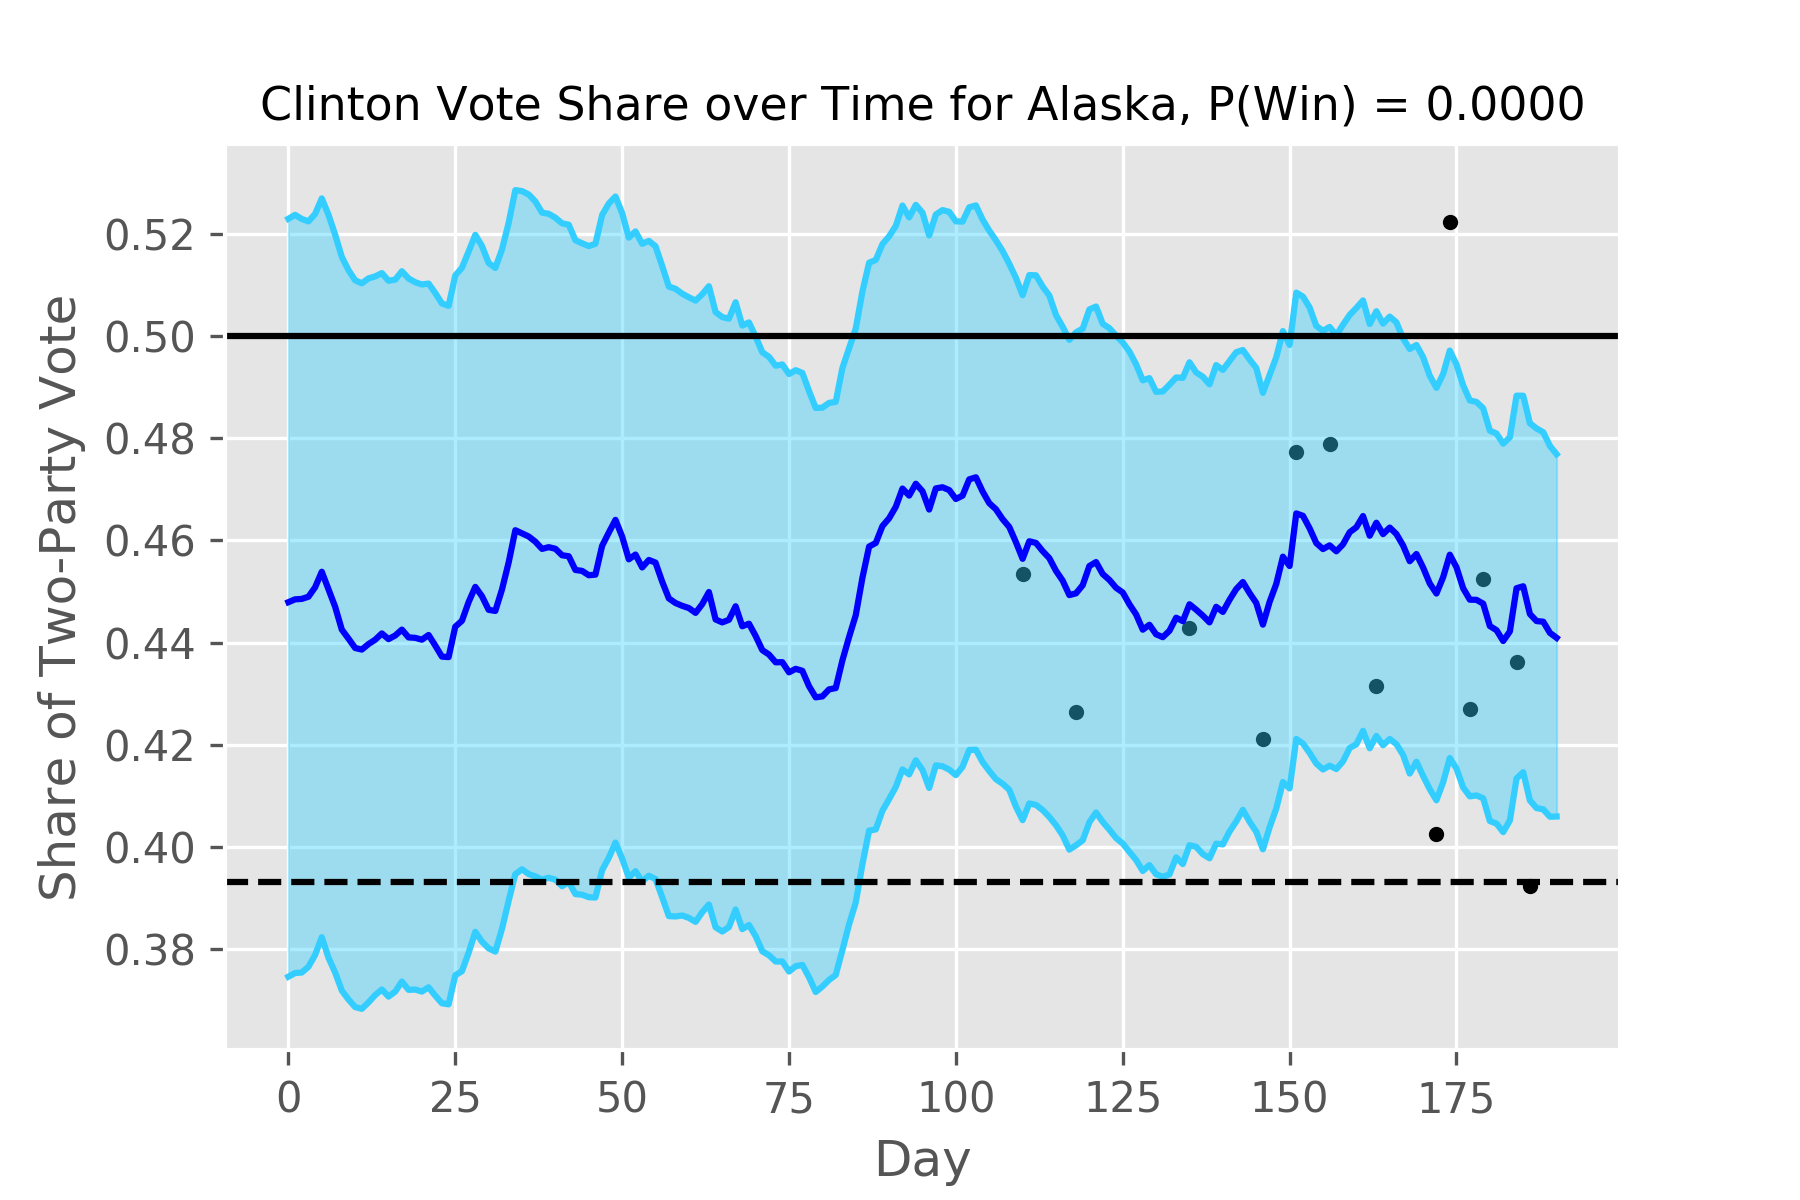 Clinton Vote Share over Time for Alaska, P(Win) = 0.0000
Share of Two-Party Vote
0.52
0.50
0.48
0.46
0.44
0.42
0.40
0.38
0 25 50 75 100 125 150 175
Day